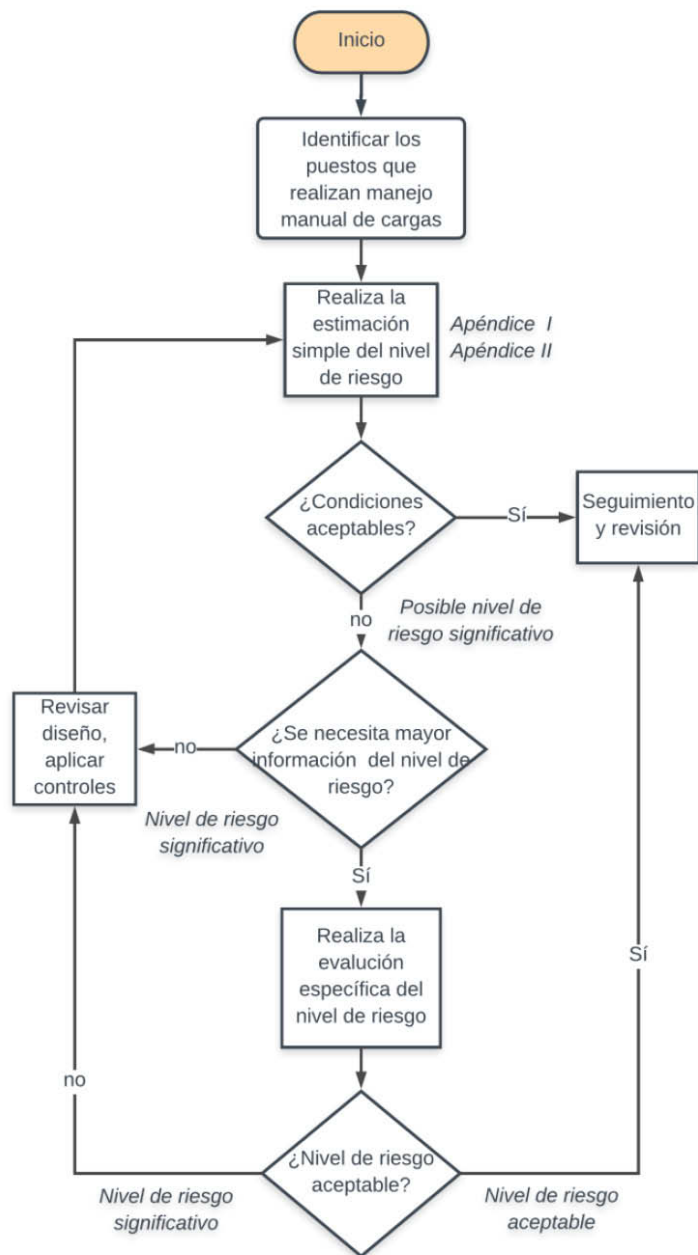 Inicio
Identificar los
puestos que
realizan manejo
manual de cargas
Realiza la
estimación
simple del nivel
de riesgo
Apéndice I
Apéndice II
¿Condiciones
aceptables?
Sí
Seguimiento
y revisión
no
Posible nivel de
riesgo significativo
¿Se necesita mayor
información del nivel de
riesgo?
no
Revisar
diseño,
aplicar
controles
Nivel de riesgo
significativo
Sí
Realiza la
evalución
específica del
nivel de riesgo
Sí
no
¿Nivel de riesgo
aceptable?
Nivel de riesgo
significativo
Nivel de riesgo
aceptable